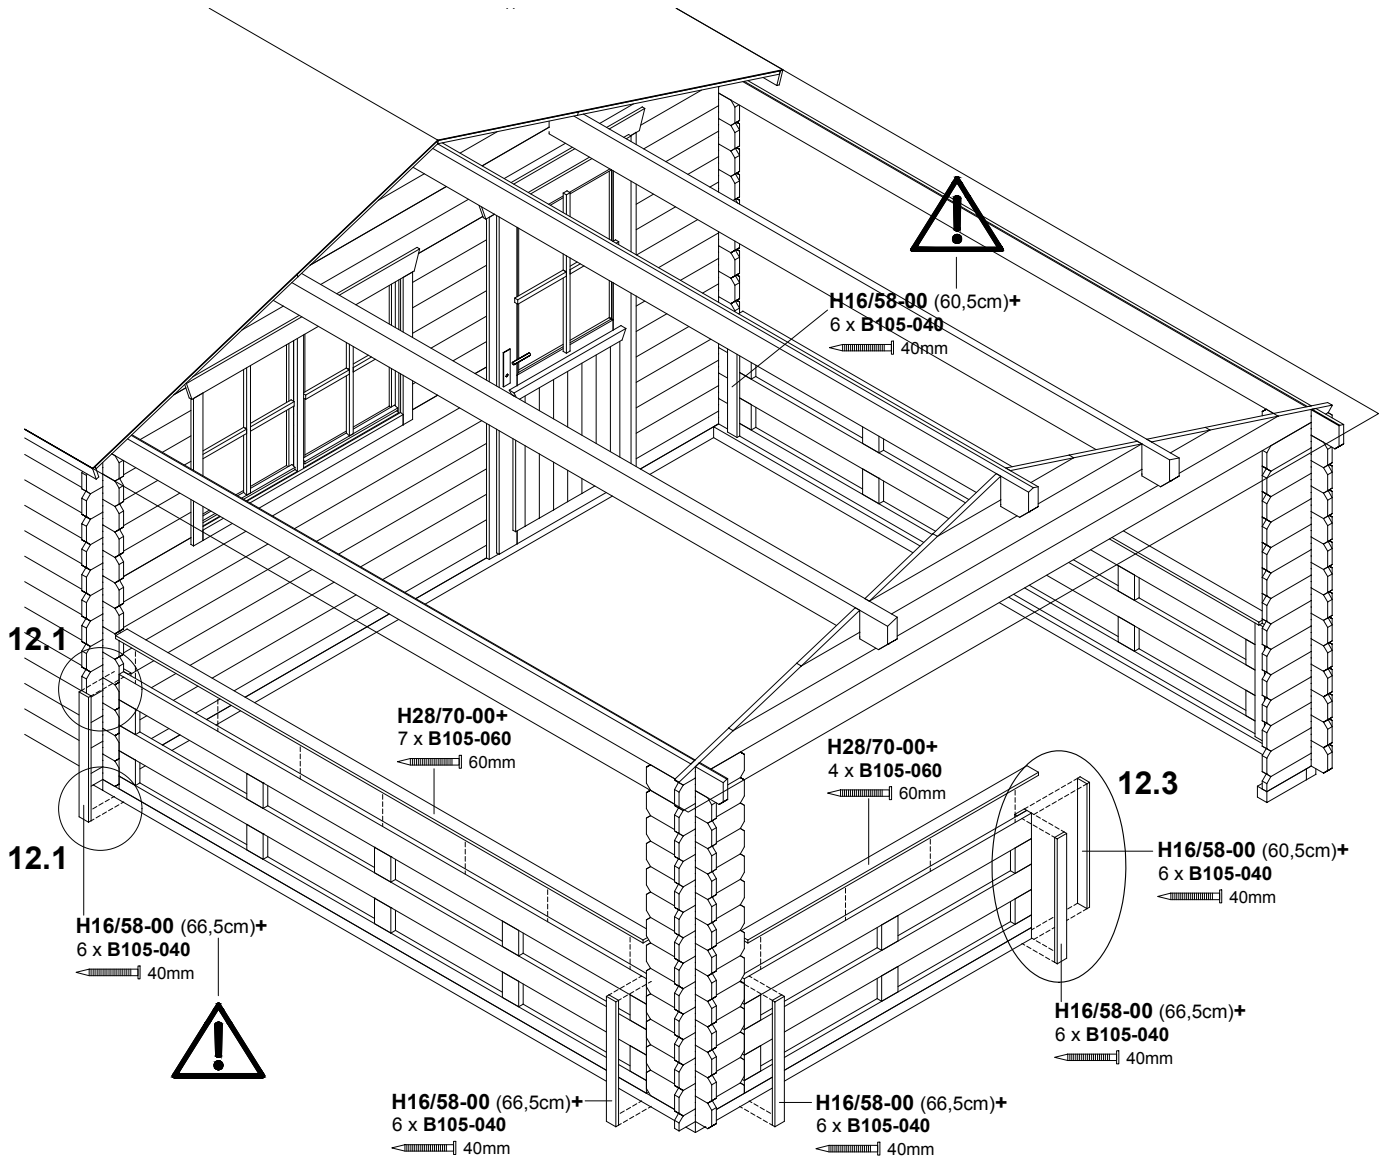 H16/58-00 (60,5cm)+
6 x B105-040
40mm
12.1
H28/70-00+
7 x B105-060
60mm
H28/70-00+
4 x B105-060
60mm
12.3
12.1
H16/58-00 (60,5cm)+
6 x B105-040
40mm
H16/58-00 (66,5cm)+
6 x B105-040
40mm
H16/58-00 (66,5cm)+
6 x B105-040
40mm
H16/58-00 (66,5cm)+
6 x B105-040
40mm
H16/58-00 (66,5cm)+
6 x B105-040
40mm